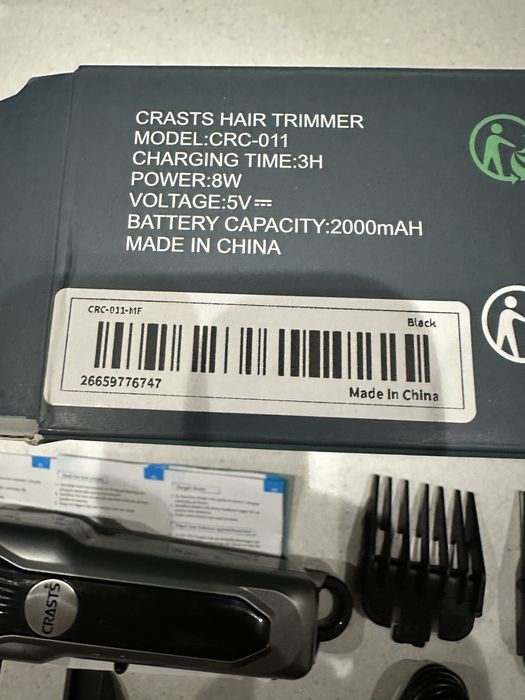 CRASTS HAIR TRIMMER
MODEL:CRC-011
CHARGING TIME:3H
POWER:8W
VOLTAGE:5V⎓
BATTERY CAPACITY:2000mAH
MADE IN CHINA
CRC-011-MF
Black
26659776747
Made In China
CRASTS